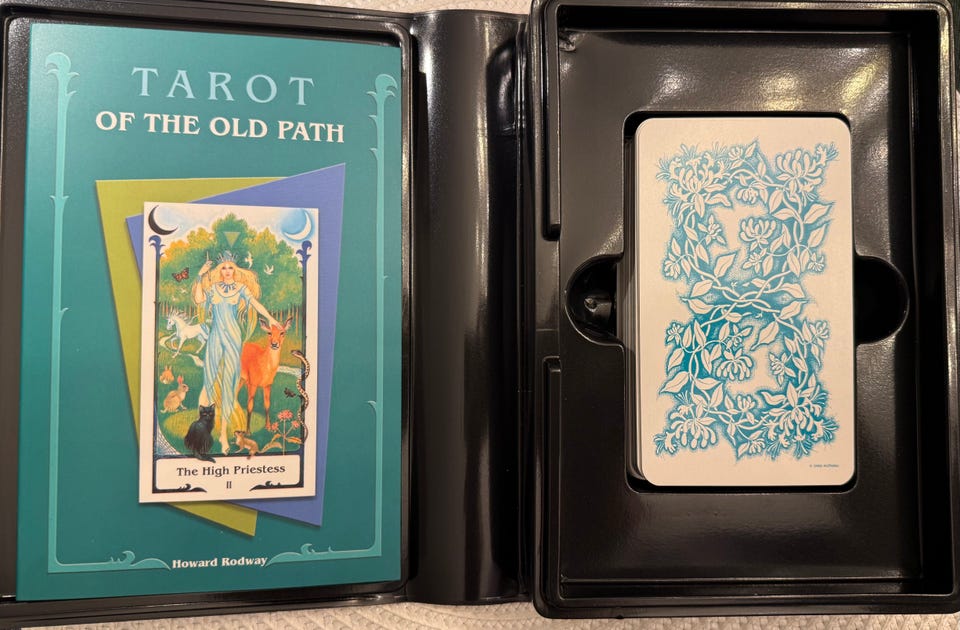 TAROT
OF THE OLD PATH
The High Priestess
II
Howard Rodway